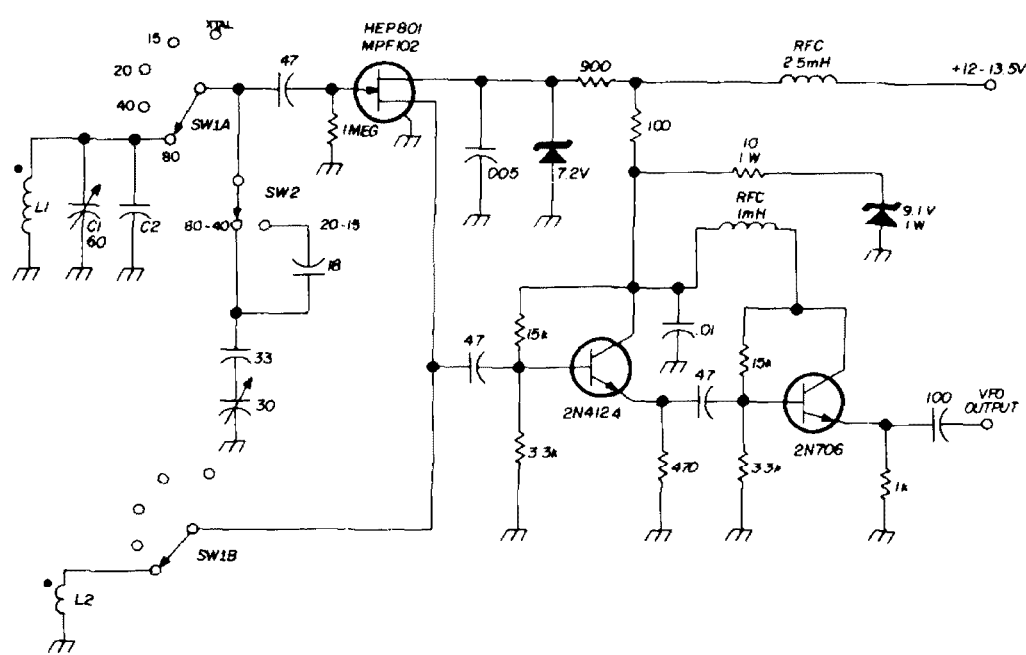 XTAL
15
20
40
80
SW1A
47
HEP801
MPF102
1MEG
900
RFC
2.5mH
+12-13.5V
100
.005
7.2V
10
1W
RFC
1mH
9.1V
1W
L1
C1
60
C2
SW2
80-40
20-15
18
33
30
47
15k
.01
2N4124
47
15k
2N706
100
VFO
OUTPUT
3.3k
470
3.3k
1k
SW1B
L2